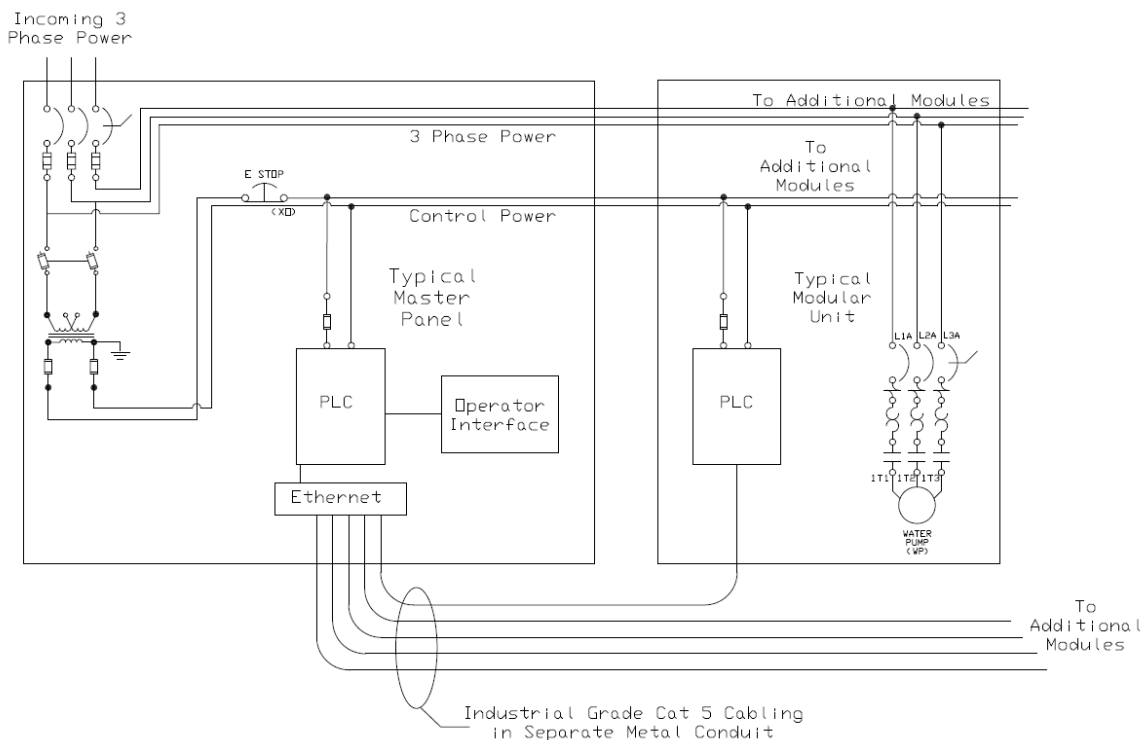 Incoming 3
Phase Power
To Additional Modules
3 Phase Power
To
Additional
Modules
E STOP
(XO)
Control Power
Typical
Master
Panel
Typical
Modular
Unit
L1A L2A L3A
PLC
Operator
Interface
PLC
1T1 1T2 1T3
Ethernet
WATER
PUMP
(WP)
To
Additional
Modules
Industrial Grade Cat 5 Cabling
in Separate Metal Conduit